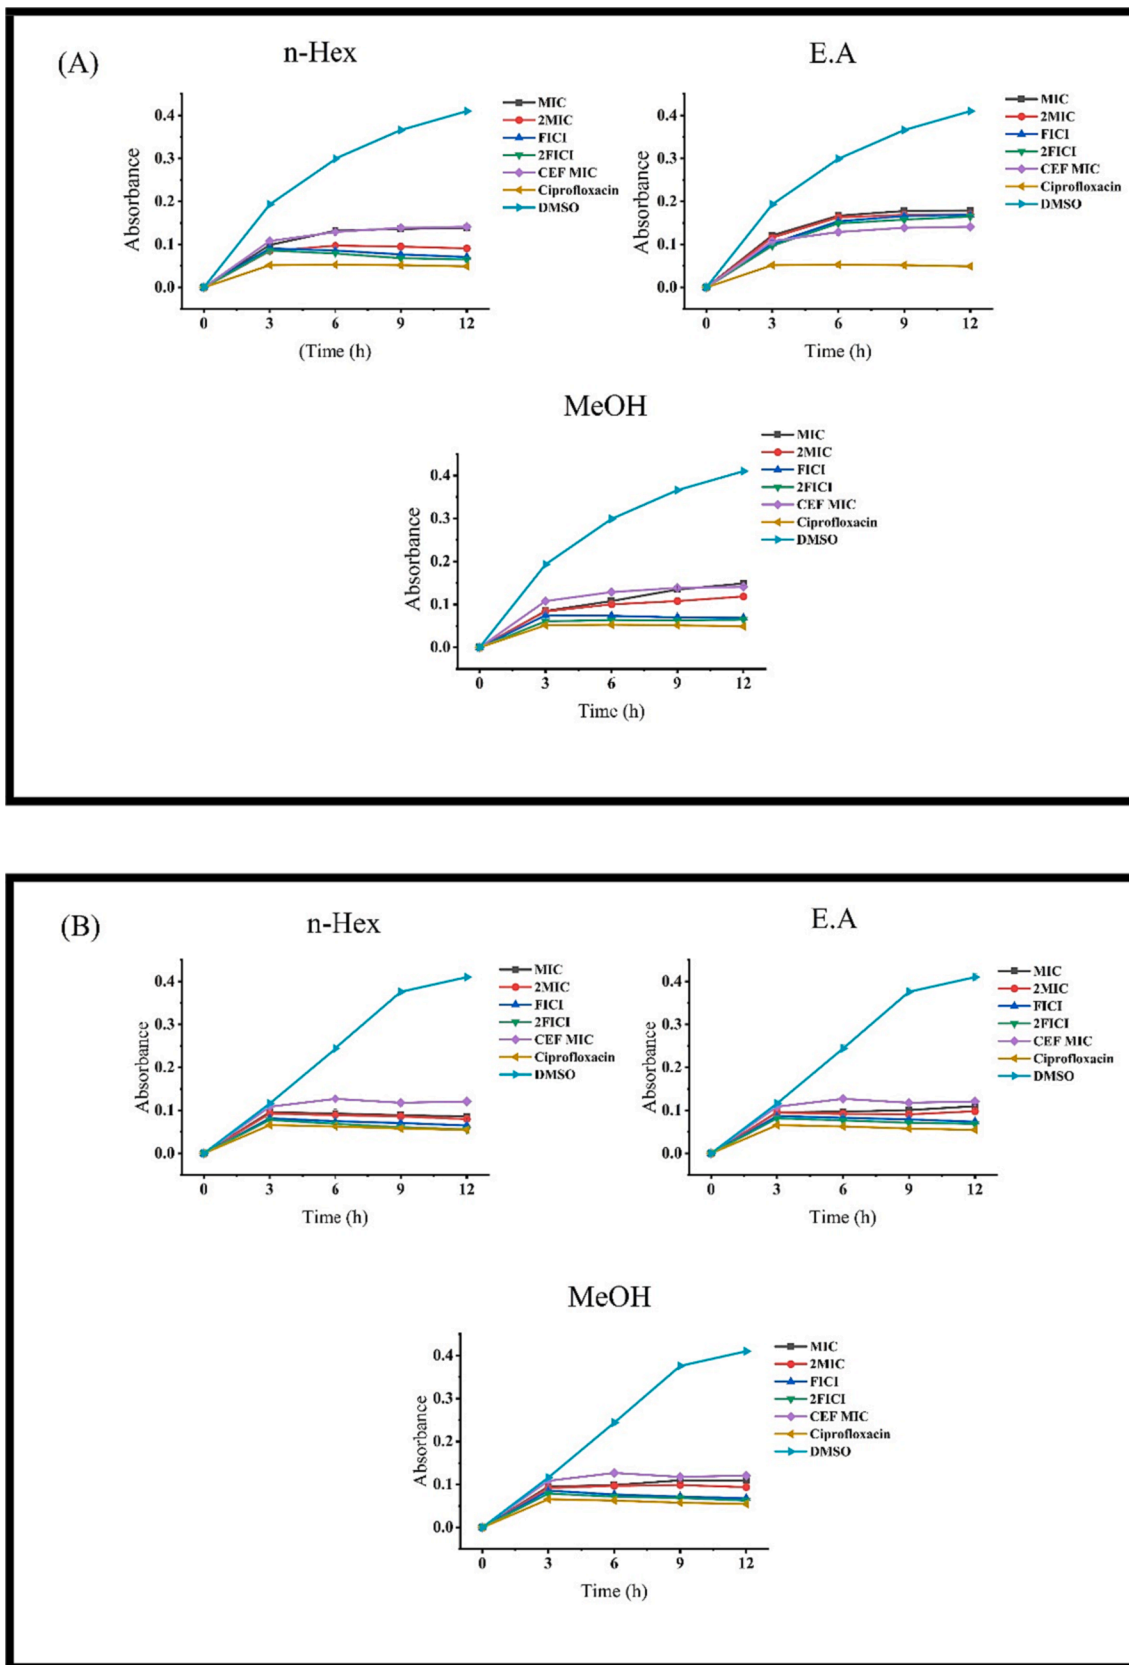 (A)
n-Hex
Absorbance
0.4
0.3
0.2
0.1
0.0
0 3 6 9 12
(Time (h)
MIC
2MIC
FICI
2FICI
CEF MIC
Ciprofloxacin
DMSO
E.A
Absorbance
0.4
0.3
0.2
0.1
0.0
0 3 6 9 12
Time (h)
MIC
2MIC
FICI
2FICI
CEF MIC
Ciprofloxacin
DMSO
MeOH
Absorbance
0.4
0.3
0.2
0.1
0.0
0 3 6 9 12
Time (h)
MIC
2MIC
FICI
2FICI
CEF MIC
Ciprofloxacin
DMSO
(B)
n-Hex
Absorbance
0.4
0.3
0.2
0.1
0.0
0 3 6 9 12
Time (h)
MIC
2MIC
FICI
2FICI
CEF MIC
Ciprofloxacin
DMSO
E.A
Absorbance
0.4
0.3
0.2
0.1
0.0
0 3 6 9 12
Time (h)
MIC
2MIC
FICI
2FICI
CEF MIC
Ciprofloxacin
DMSO
MeOH
Absorbance
0.4
0.3
0.2
0.1
0.0
0 3 6 9 12
Time (h)
MIC
2MIC
FICI
2FICI
CEF MIC
Ciprofloxacin
DMSO